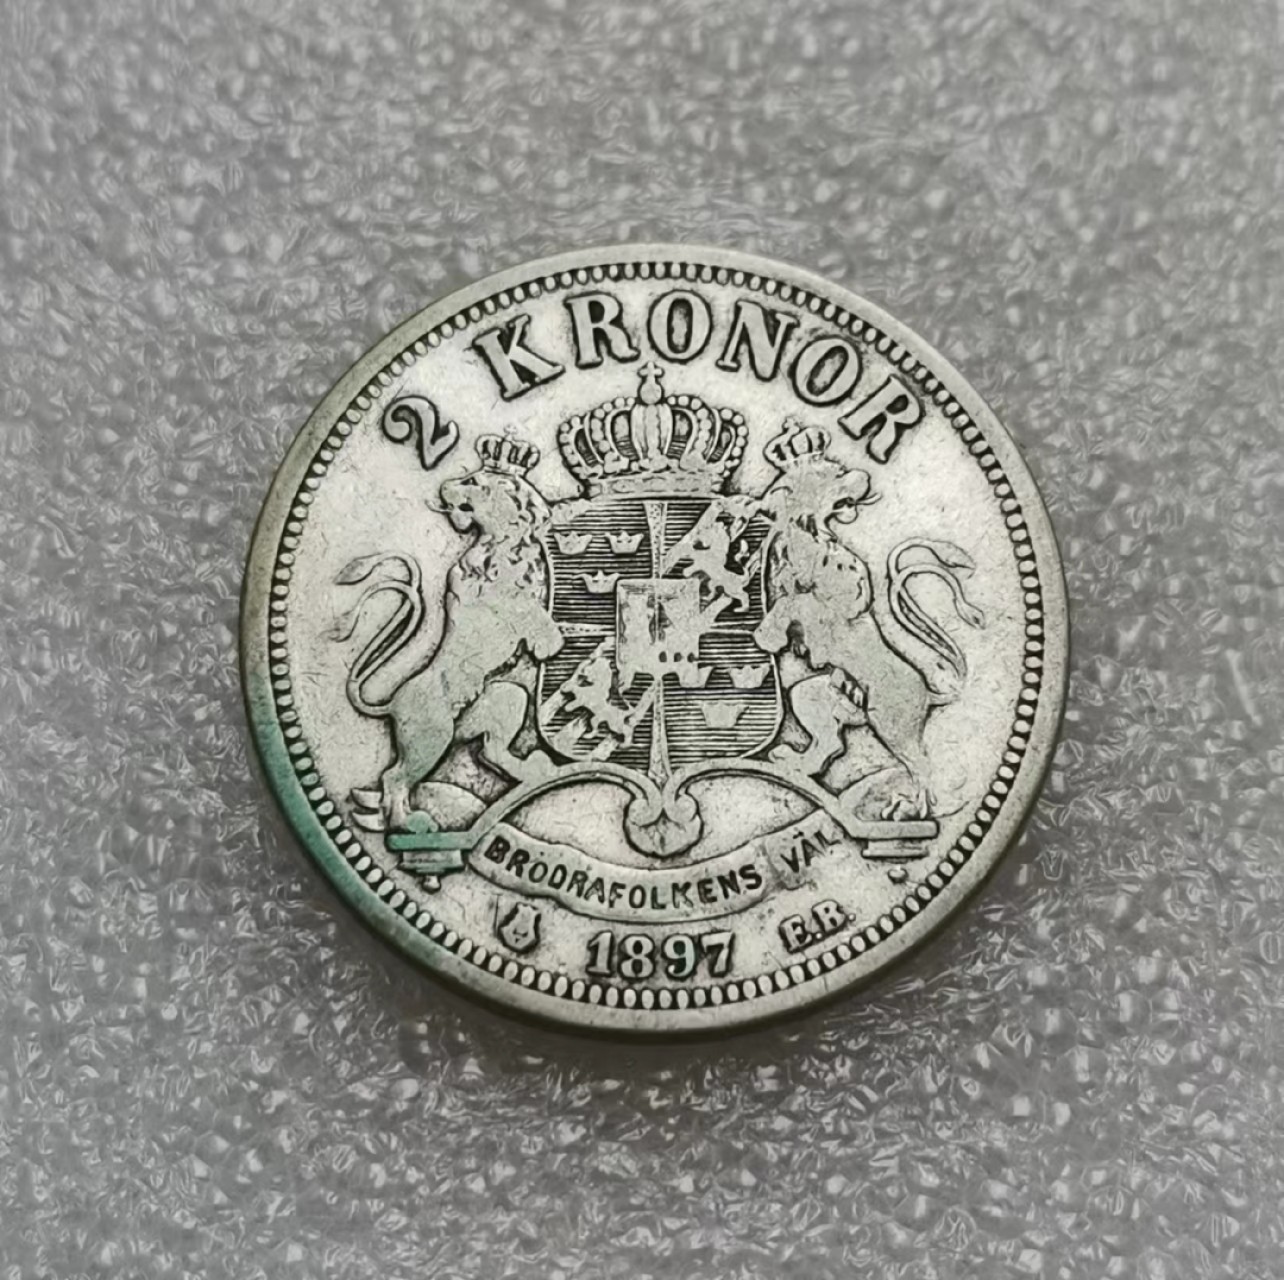 2 KRONOR
BRÖDRAFOLKENS VÄL
1897 E.B.